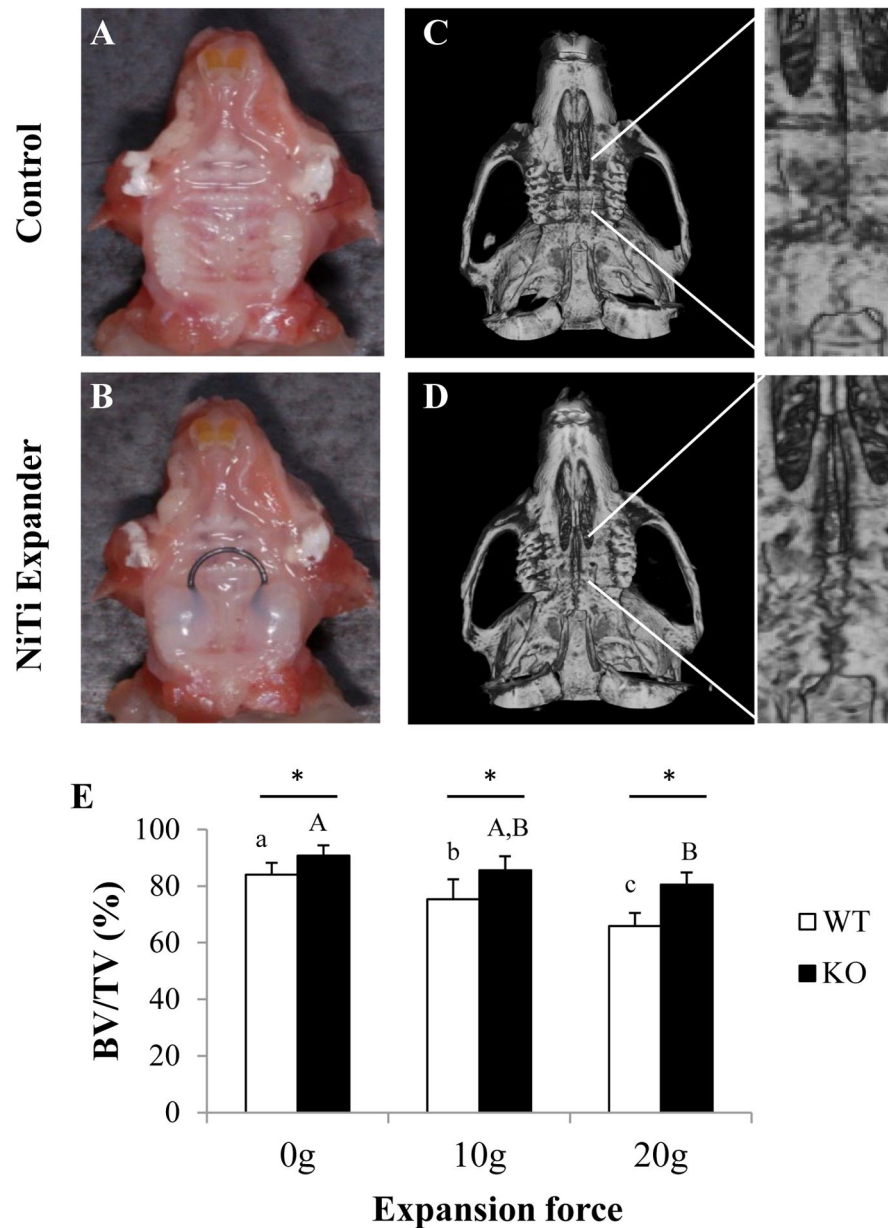 Control
A
C
NiTi Expander
B
D
E
* * *
a A b A,B c B
BV/TV (%)
100
80
60
40
20
0
0g 10g 20g
Expansion force
WT
KO